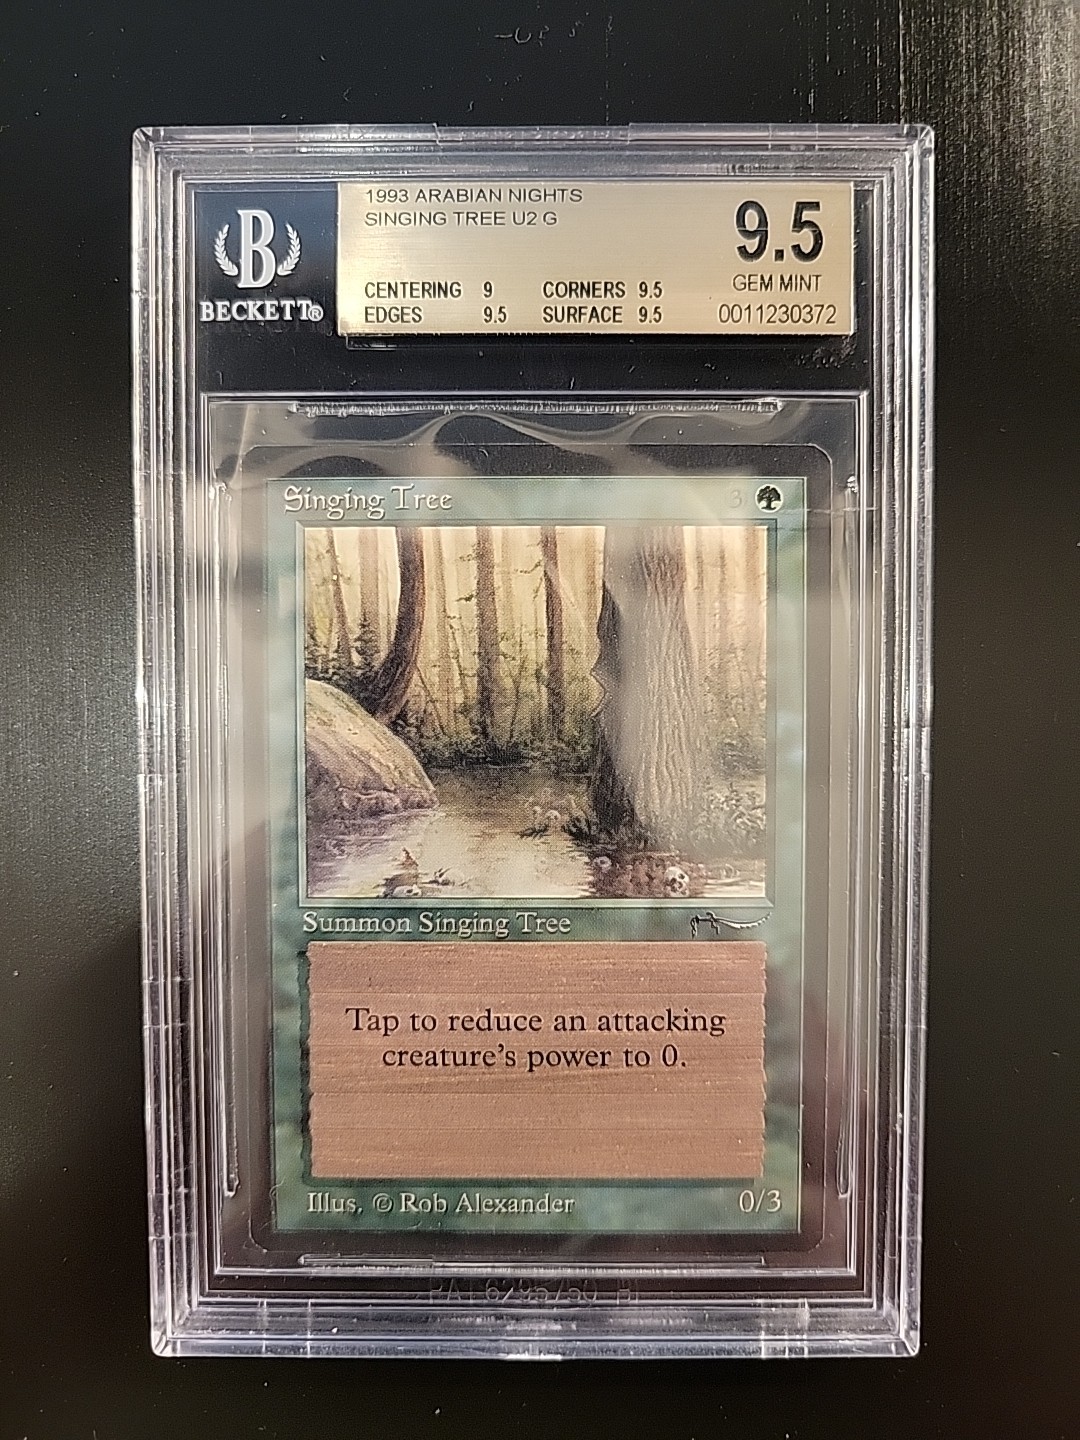 1993 ARABIAN NIGHTS
SINGING TREE U2 G
9.5
GEM MINT
CENTERING 9 CORNERS 9.5
EDGES 9.5 SURFACE 9.5
0011230372
B
BECKETT®
Singing Tree 3
Summon Singing Tree
Tap to reduce an attacking
creature's power to 0.
Illus. © Rob Alexander 0/3